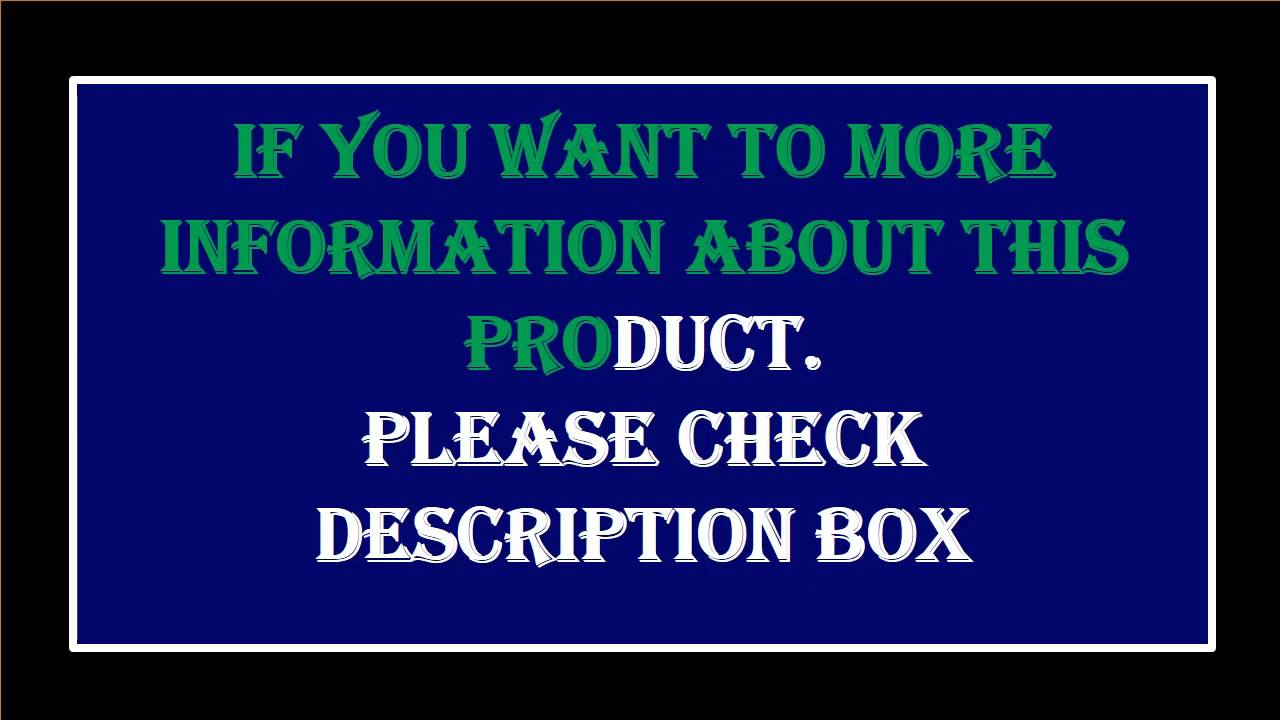 IF YOU WANT TO MORE
INFORMATION ABOUT THIS
PRODUCT.
PLEASE CHECK
DESCRIPTION BOX